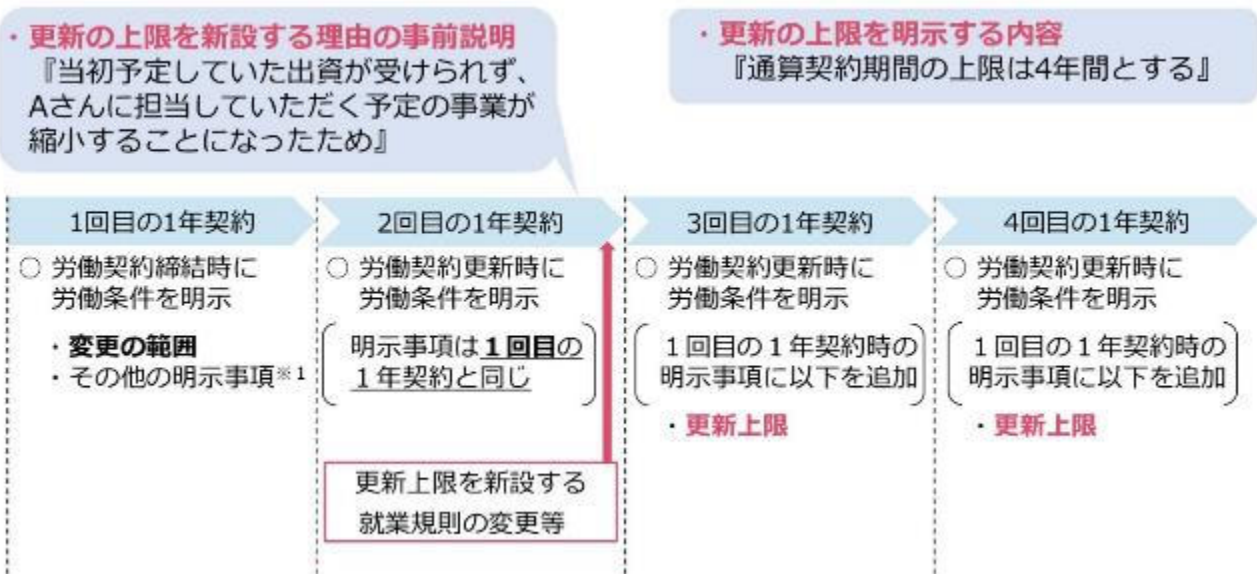 ・更新の上限を新設する理由の事前説明
『当初予定していた出資が受けられず、
Aさんに担当していただく予定の事業が
縮小することになったため』
・更新の上限を明示する内容
『通算契約期間の上限は4年間とする』
1回目の1年契約
2回目の1年契約
3回目の1年契約
4回目の1年契約
○ 労働契約締結時に
労働条件を明示
・変更の範囲
・その他の明示事項※1
○ 労働契約更新時に
労働条件を明示
明示事項は１回目の
１年契約と同じ
更新上限を新設する
就業規則の変更等
○ 労働契約更新時に
労働条件を明示
１回目の１年契約時の
明示事項に以下を追加
・更新上限
○ 労働契約更新時に
労働条件を明示
１回目の１年契約時の
明示事項に以下を追加
・更新上限